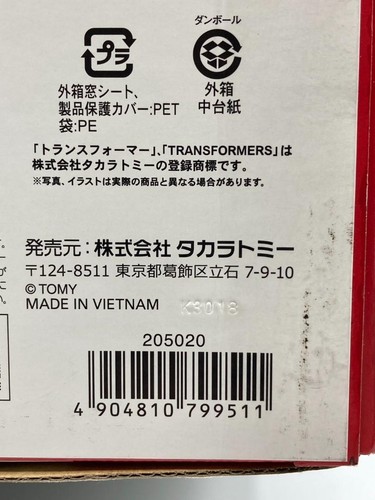 ダンボール
プラ
外箱窓シート、
製品保護カバー:PET
袋:PE
外箱
中台紙
「トランスフォーマー」、「TRANSFORMERS」は
株式会社タカラトミーの登録商標です。
※写真、イラストは実際の商品と異なる場合があります。
発売元:株式会社 タカラトミー
〒124-8511 東京都葛飾区立石 7-9-10
©TOMY
MADE IN VIETNAM
K3018
205020
4 904810 799511